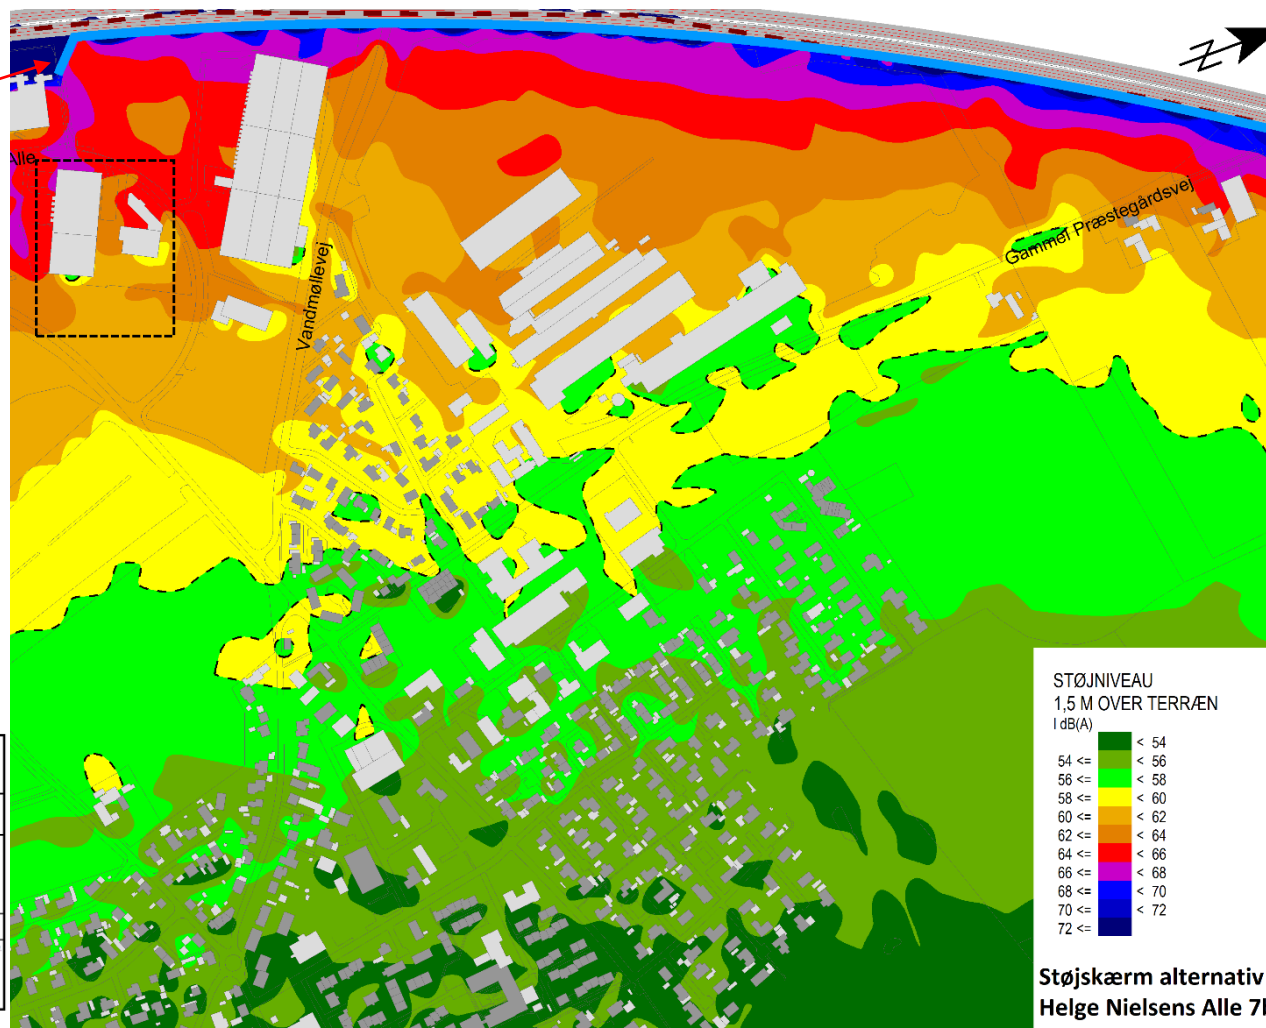 Alle
Vandmøllevej
Gammel Præstegårdsvej
STØJNIVEAU
1,5 M OVER TERRÆN
I dB(A)
< 54
54 <= < 56
56 <= < 58
58 <= < 60
60 <= < 62
62 <= < 64
64 <= < 66
66 <= < 68
68 <= < 70
70 <= < 72
72 <=
Støjskærm alternativ
Helge Nielsens Alle 7